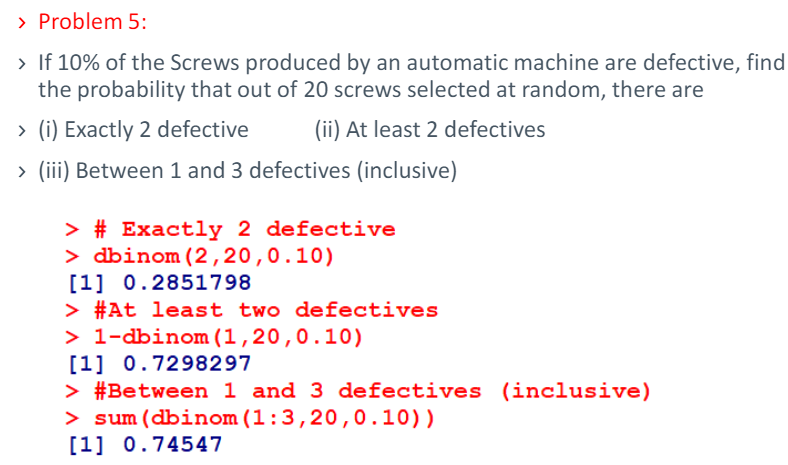 › Problem 5:
› If 10% of the Screws produced by an automatic machine are defective, find
the probability that out of 20 screws selected at random, there are
› (i) Exactly 2 defective (ii) At least 2 defectives
› (iii) Between 1 and 3 defectives (inclusive)
> # Exactly 2 defective
> dbinom(2,20,0.10)
[1] 0.2851798
> #At least two defectives
> 1-dbinom(1,20,0.10)
[1] 0.7298297
> #Between 1 and 3 defectives (inclusive)
> sum(dbinom(1:3,20,0.10))
[1] 0.74547